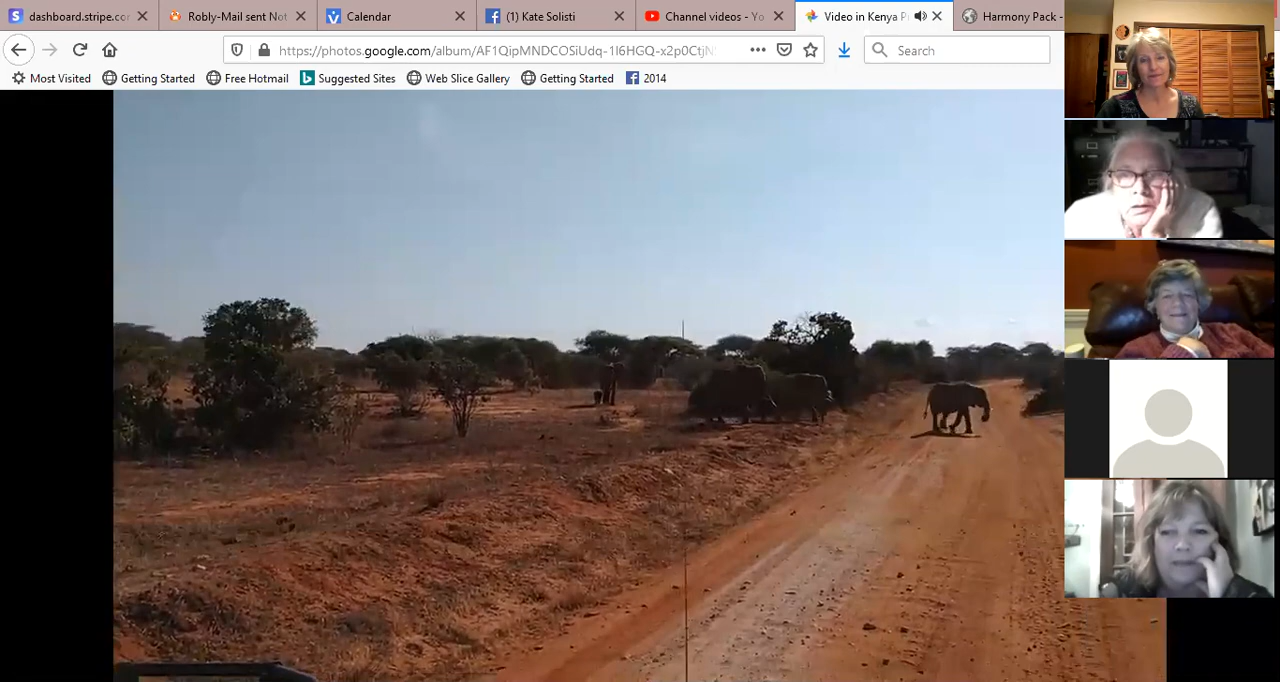 dashboard.stripe.co
Robly-Mail sent Not
Calendar
(1) Kate Solisti
Channel videos - Yo
Video in Kenya P
Harmony Pack -
https://photos.google.com/album/AF1QipMNDCOSiUdq-1I6HGQ-x2p0CtjN
Search
Most Visited
Getting Started
Free Hotmail
Suggested Sites
Web Slice Gallery
Getting Started
2014